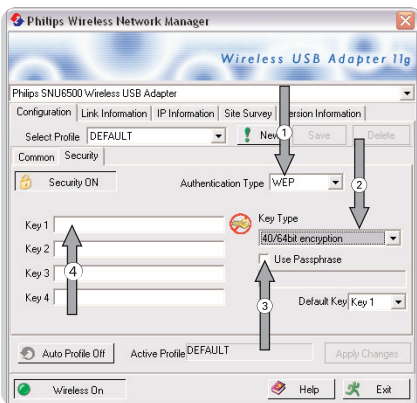 Philips Wireless Network Manager
Wireless USB Adapter 11g
Philips SNU6500 Wireless USB Adapter
Configuration Link Information IP Information Site Survey ersion Information
Select Profile DEFAULT New Save Delete
1
Common Security
Security ON Authentication Type WEP
2
Key 1 Key Type
40/64bit encryption
Key 2 Use Passphrase
Key 3
4
Key 4 Default Key Key 1
3
Auto Profile Off Active Profile DEFAULT Apply Changes
Wireless On Help Exit